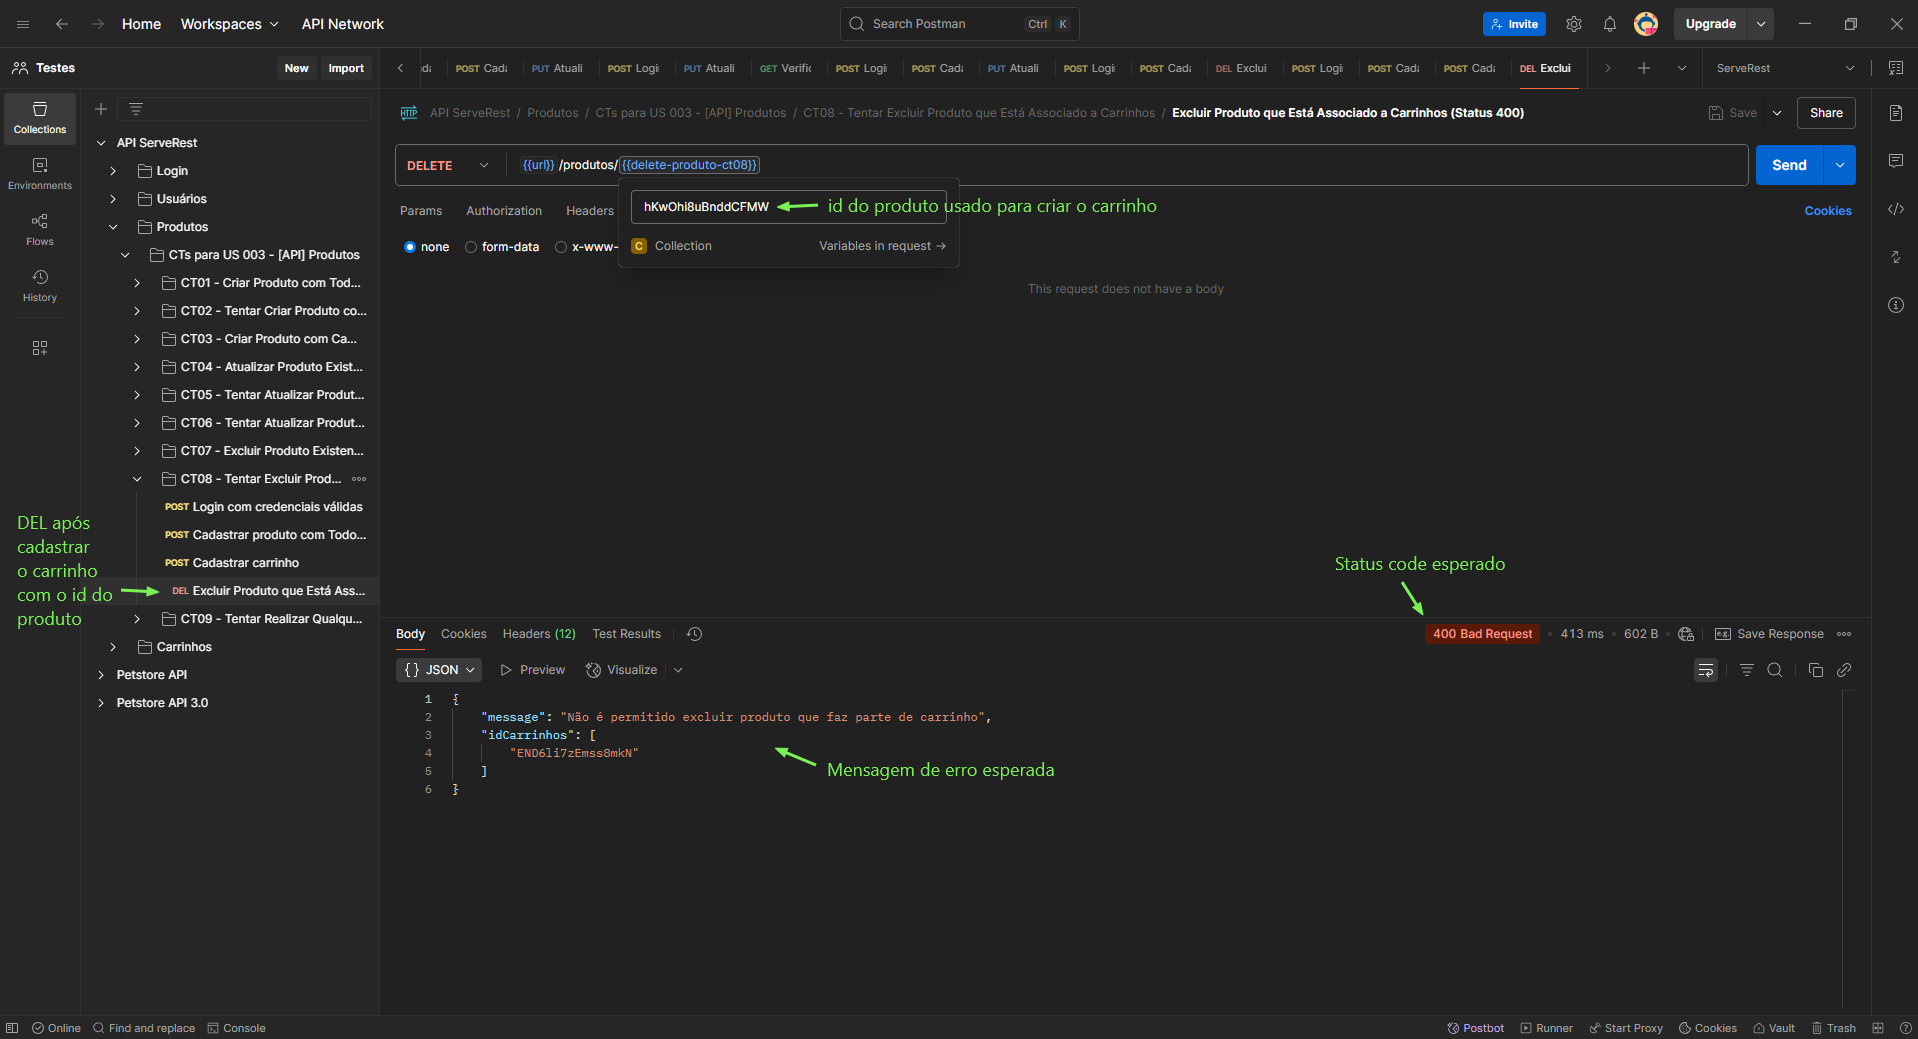 Home
Workspaces
API Network
Search Postman
Ctrl
K
Invite
Upgrade
Testes
New
Import
POST Cada
PUT Atuali
POST Logi
PUT Atuali
GET Verific
POST Logi
POST Cada
PUT Atuali
POST Logi
POST Cada
DEL Exclui
POST Logi
POST Cada
POST Cada
DEL Exclui
ServeRest
Collections
Environments
Flows
History
API ServeRest
Login
Usuários
Produtos
CTs para US 003 - [API] Produtos
CT01 - Criar Produto com Tod...
CT02 - Tentar Criar Produto co...
CT03 - Criar Produto com Ca...
CT04 - Atualizar Produto Exist...
CT05 - Tentar Atualizar Produt...
CT06 - Tentar Atualizar Produt...
CT07 - Excluir Produto Existen...
CT08 - Tentar Excluir Prod...
POST Login com credenciais válidas
POST Cadastrar produto com Todo...
POST Cadastrar carrinho
DEL Excluir Produto que Está Ass...
CT09 - Tentar Realizar Qualqu...
Carrinhos
Petstore API
Petstore API 3.0
DEL após
cadastrar
o carrinho
com o id do
produto
HTTP
API ServeRest / Produtos / CTs para US 003 - [API] Produtos / CT08 - Tentar Excluir Produto que Está Associado a Carrinhos / Excluir Produto que Está Associado a Carrinhos (Status 400)
Save
Share
DELETE
{{url}} /produtos/ {{delete-produto-ct08}}
Send
Params
Authorization
Headers
Cookies
hKwOhi8uBnddCFMW
id do produto usado para criar o carrinho
C Collection
Variables in request →
none
form-data
x-www-
This request does not have a body
Status code esperado
Body
Cookies
Headers (12)
Test Results
400 Bad Request
413 ms
602 B
e.g.
Save Response
{} JSON
Preview
Visualize
1 {
2 "message": "Não é permitido excluir produto que faz parte de carrinho",
3 "idCarrinhos": [
4 "END6li7zEmss8mkN"
5 ]
6 }
Mensagem de erro esperada
Online
Find and replace
Console
Postbot
Runner
Start Proxy
Cookies
Vault
Trash